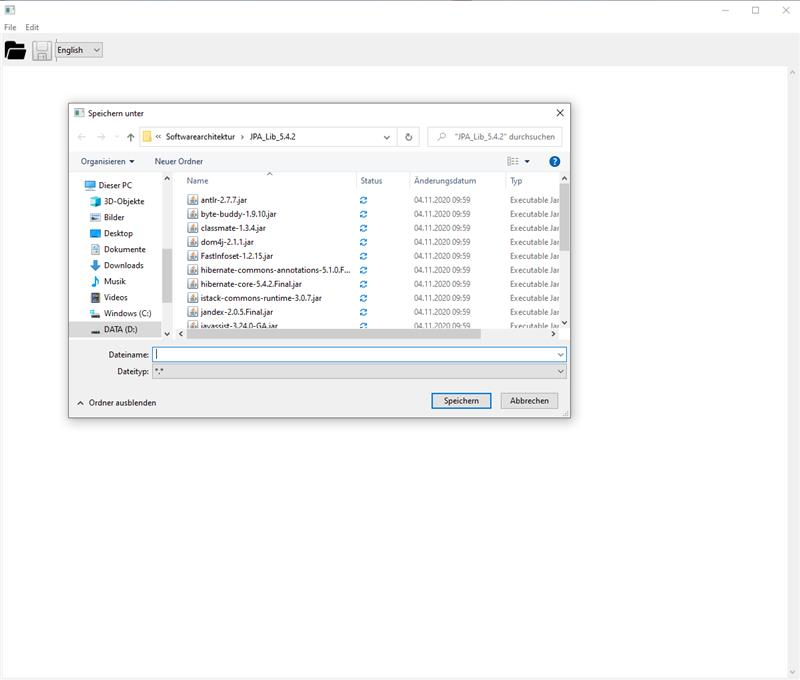 File Edit
English
Speichern unter
« Softwarearchitektur › JPA_Lib_5.4.2
"JPA_Lib_5.4.2" durchsuchen
Organisieren Neuer Ordner
Name Status Änderungsdatum Typ
Dieser PC
3D-Objekte
Bilder
Desktop
Dokumente
Downloads
Musik
Videos
Windows (C:)
DATA (D:)
antlr-2.7.7.jar 04.11.2020 09:59 Executable Jar
byte-buddy-1.9.10.jar 04.11.2020 09:59 Executable Jar
classmate-1.3.4.jar 04.11.2020 09:59 Executable Jar
dom4j-2.1.1.jar 04.11.2020 09:59 Executable Jar
FastInfoset-1.2.15.jar 04.11.2020 09:59 Executable Jar
hibernate-commons-annotations-5.1.0.F... 04.11.2020 09:59 Executable Jar
hibernate-core-5.4.2.Final.jar 04.11.2020 09:59 Executable Jar
istack-commons-runtime-3.0.7.jar 04.11.2020 09:59 Executable Jar
jandex-2.0.5.Final.jar 04.11.2020 09:59 Executable Jar
javassist-3.24.0-GA.jar 04.11.2020 09:59 Executable Jar
Dateiname:
Dateityp: *.*
Ordner ausblenden
Speichern Abbrechen